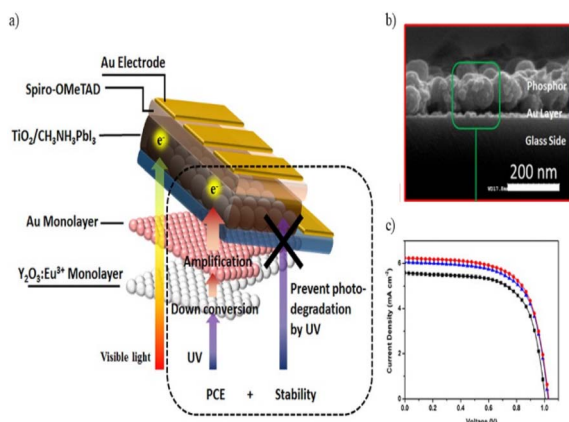 a)
Au Electrode
Spiro-OMeTAD
TiO₂/CH₃NH₃PbI₃
e⁻
e⁻
Au Monolayer
Amplification
Y₂O₃:Eu³⁺ Monolayer
Down conversion
Prevent photo-
degradation
by UV
Visible light
UV
PCE + Stability
b)
Phosphor
Au Layer
Glass Side
200 nm
c)
Current Density (mA cm⁻²)
6
4
2
0
0.0 0.2 0.4 0.6 0.8 1.0
Voltage (V)